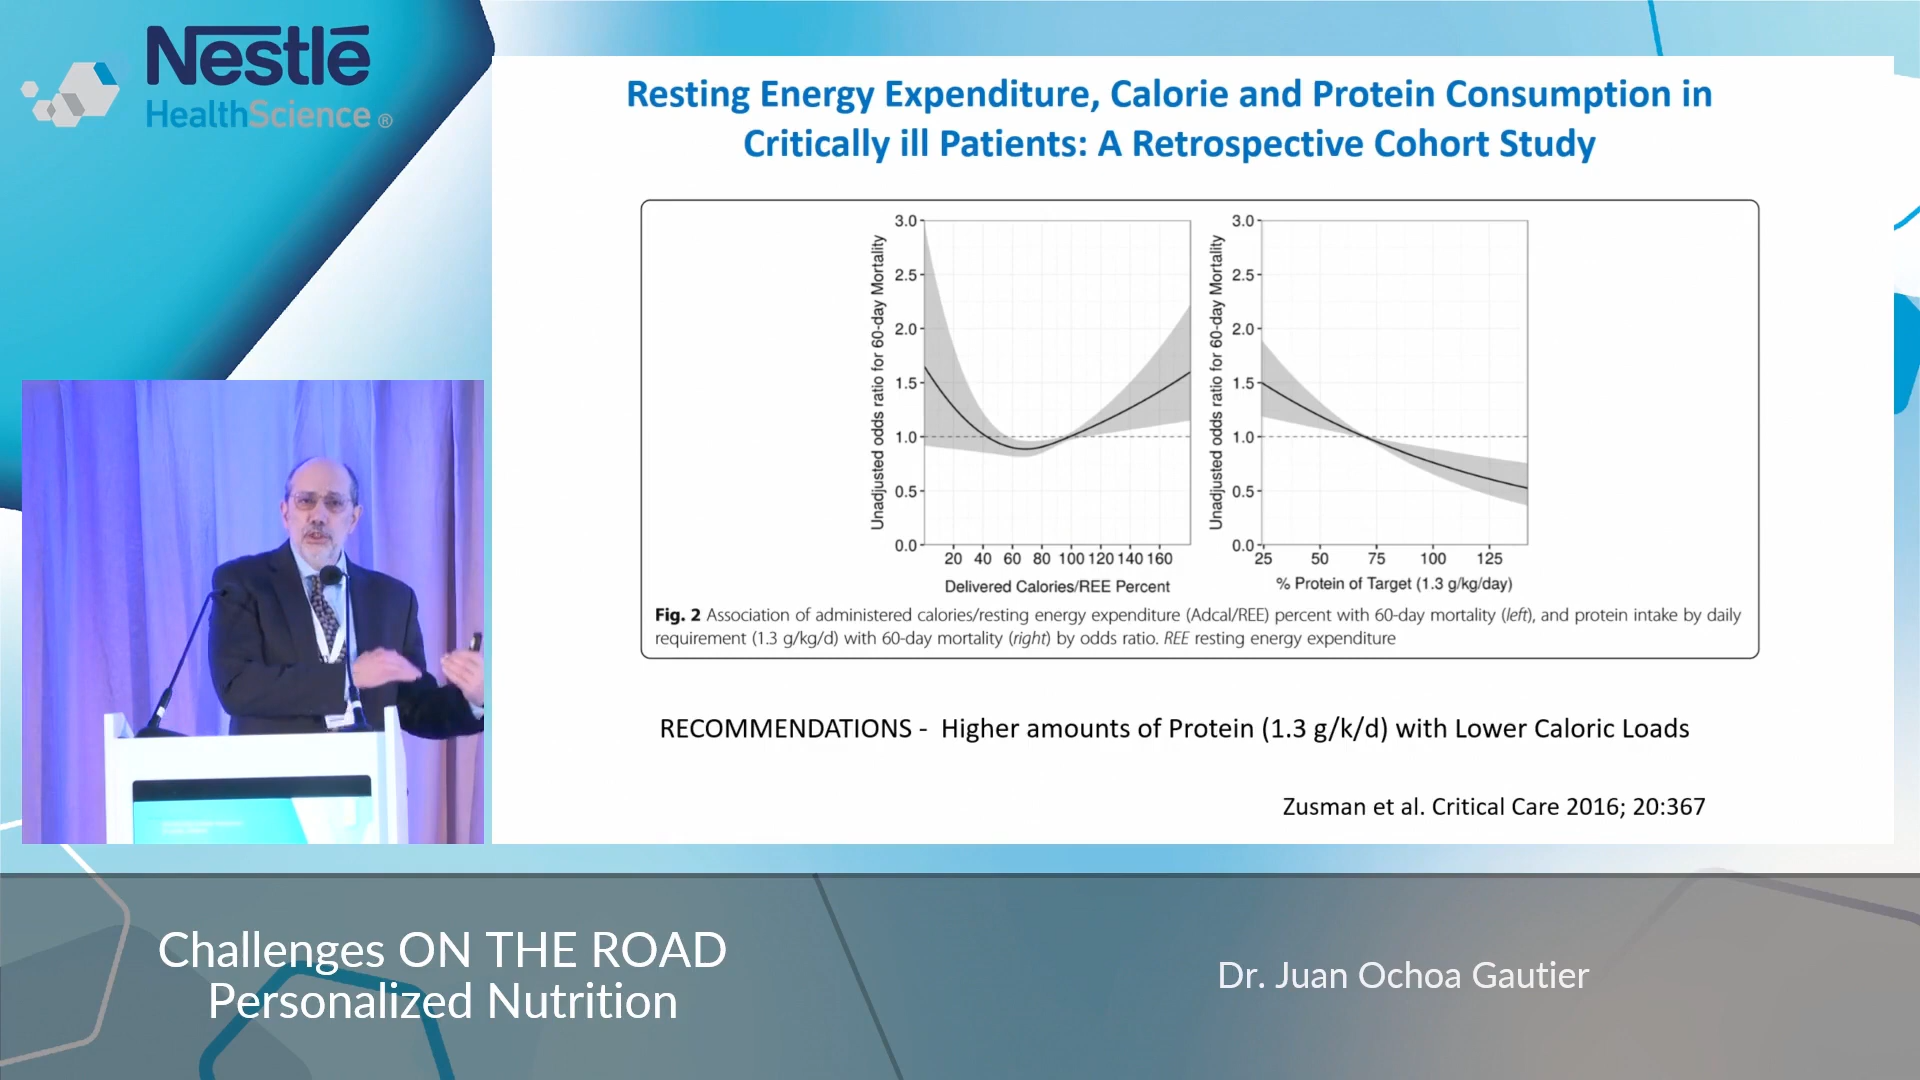 Nestlé
HealthScience ®
Resting Energy Expenditure, Calorie and Protein Consumption in
Critically ill Patients: A Retrospective Cohort Study
Unadjusted odds ratio for 60-day Mortality
3.0
2.5
2.0
1.5
1.0
0.5
0.0
20 40 60 80 100 120 140 160
Delivered Calories/REE Percent
Unadjusted odds ratio for 60-day Mortality
3.0
2.5
2.0
1.5
1.0
0.5
0.0
25 50 75 100 125
% Protein of Target (1.3 g/kg/day)
Fig. 2 Association of administered calories/resting energy expenditure (Adcal/REE) percent with 60-day mortality (left), and protein intake by daily
requirement (1.3 g/kg/d) with 60-day mortality (right) by odds ratio. REE resting energy expenditure
RECOMMENDATIONS - Higher amounts of Protein (1.3 g/k/d) with Lower Caloric Loads
Zusman et al. Critical Care 2016; 20:367
Challenges ON THE ROAD
Personalized Nutrition
Dr. Juan Ochoa Gautier